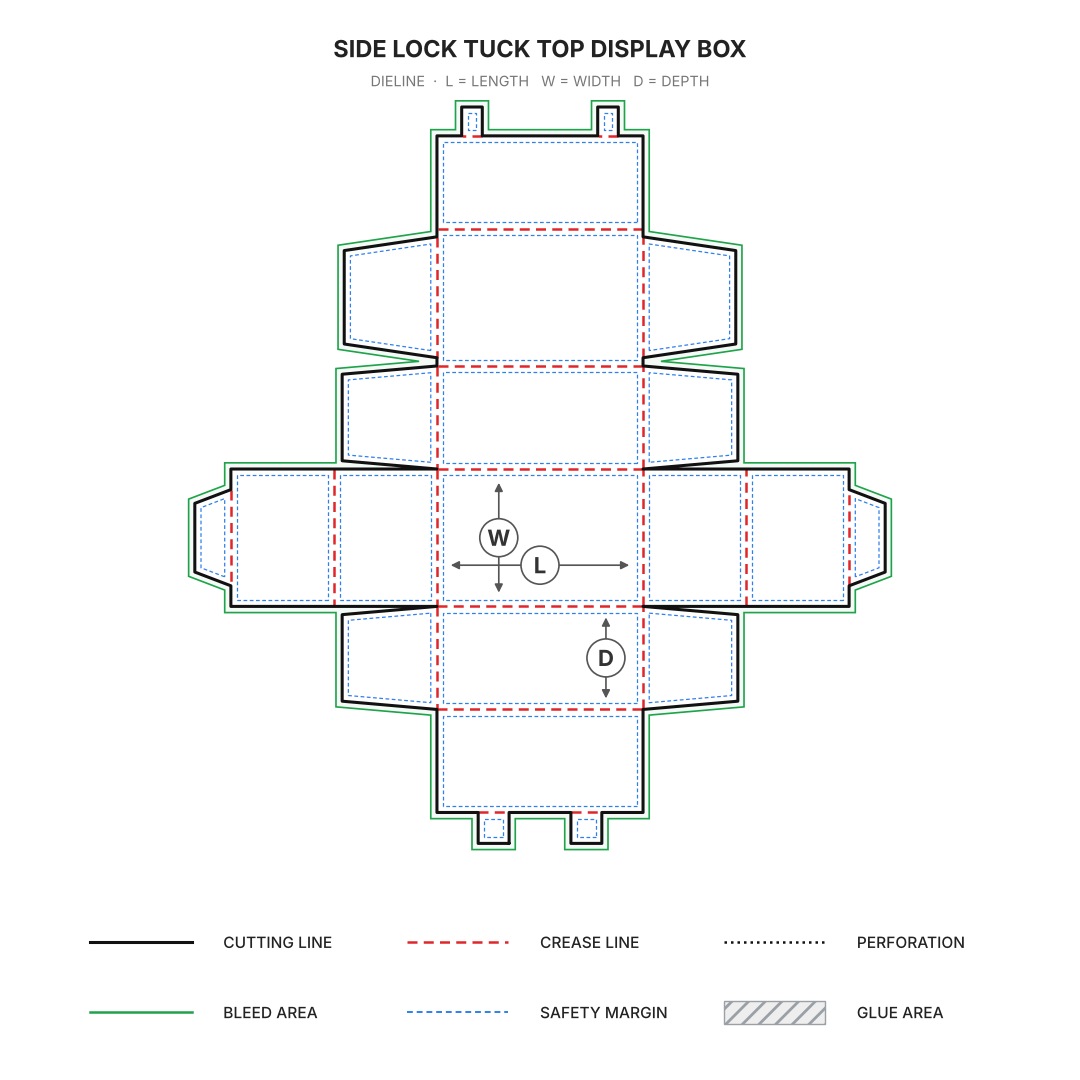 SIDE LOCK TUCK TOP DISPLAY BOX
DIELINE · L = LENGTH W = WIDTH D = DEPTH
W
L
D
CUTTING LINE
CREASE LINE
PERFORATION
BLEED AREA
SAFETY MARGIN
GLUE AREA